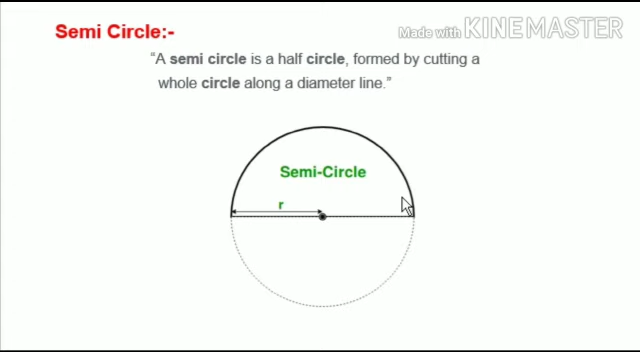 Semi Circle:-
Made with KINEMASTER
“A semi circle is a half circle, formed by cutting a
whole circle along a diameter line.”
Semi-Circle
r